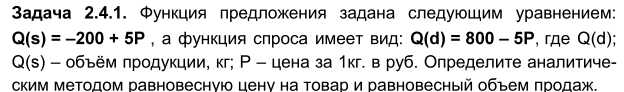 Задача 2.4.1. Функция предложения задана следующим уравнением:
Q(s) = –200 + 5P , а функция спроса имеет вид: Q(d) = 800 – 5P, где Q(d);
Q(s) – объём продукции, кг; P – цена за 1кг. в руб. Определите аналитиче-
ским методом равновесную цену на товар и равновесный объем продаж.